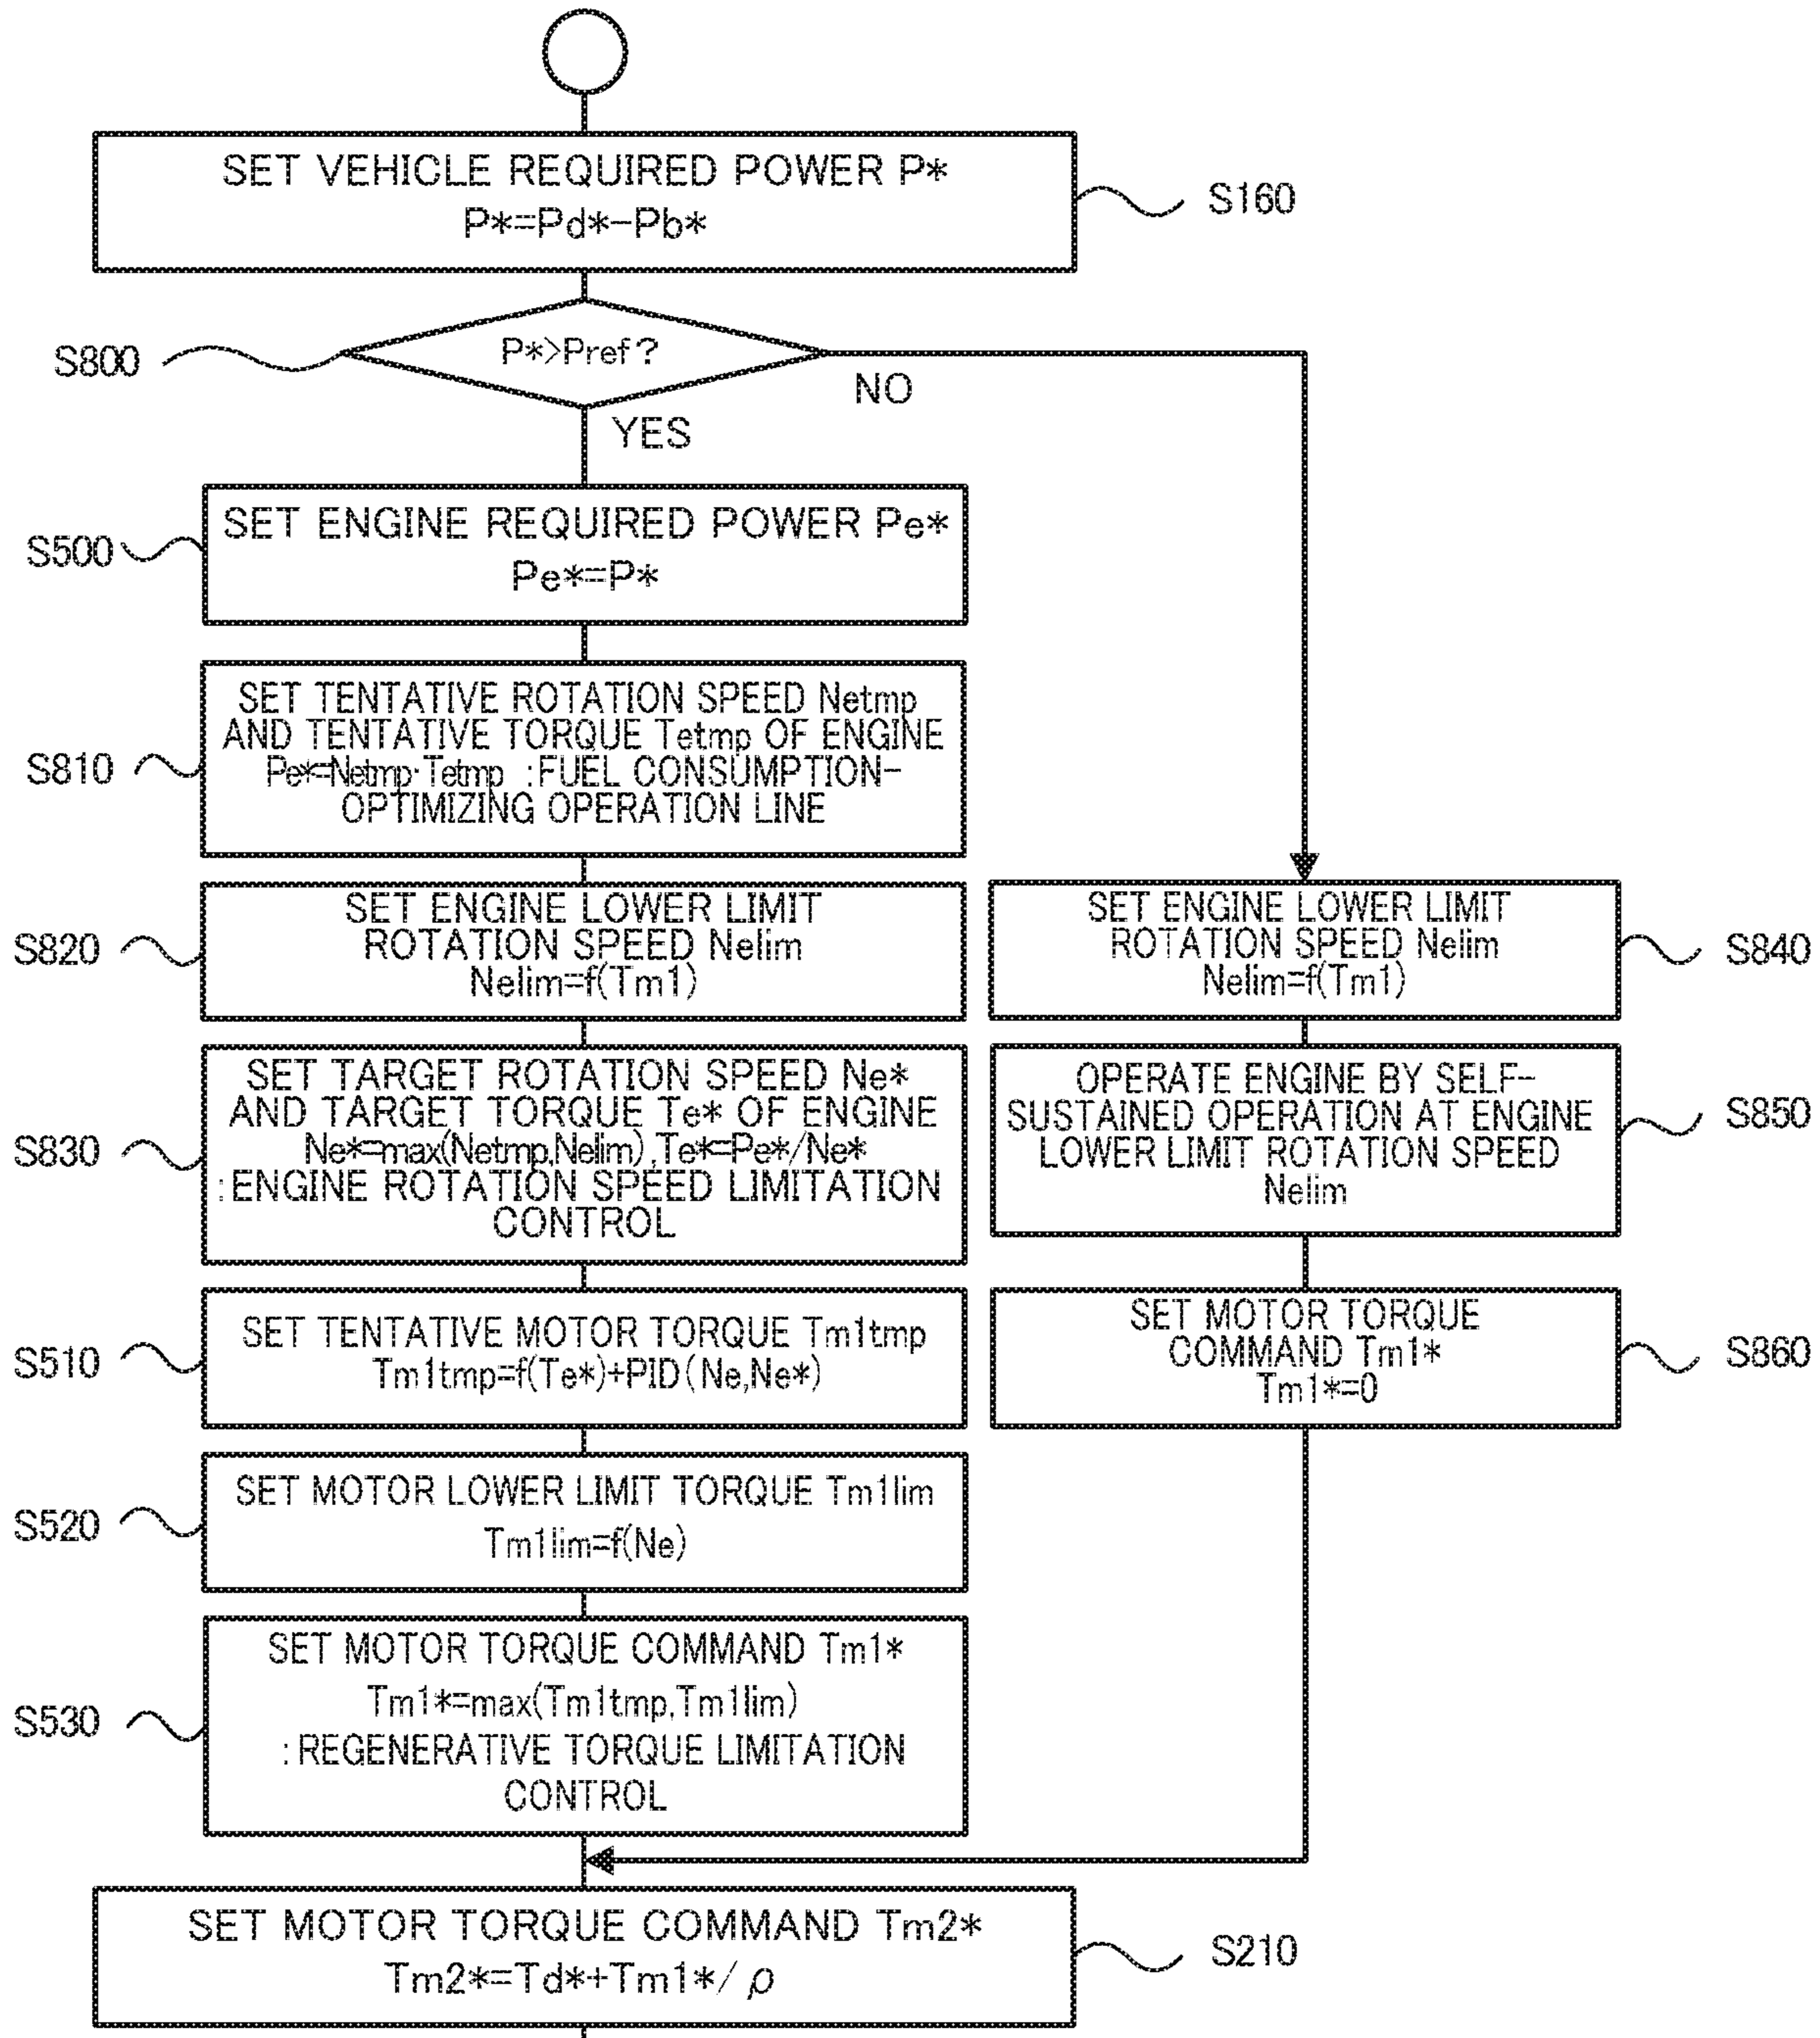 SET VEHICLE REQUIRED POWER P*
P*=Pd*-Pb*
S160
S800
P*>Pref?
NO
YES
S500
SET ENGINE REQUIRED POWER Pe*
Pe*=P*
S810
SET TENTATIVE ROTATION SPEED Netmp
AND TENTATIVE TORQUE Tetmp OF ENGINE
Pe*=Netmp·Tetmp :FUEL CONSUMPTION-
OPTIMIZING OPERATION LINE
S820
SET ENGINE LOWER LIMIT
ROTATION SPEED Nelim
Nelim=f(Tm1)
S830
SET TARGET ROTATION SPEED Ne*
AND TARGET TORQUE Te* OF ENGINE
Ne*=max(Netmp,Nelim),Te*=Pe*/Ne*
:ENGINE ROTATION SPEED LIMITATION
CONTROL
S510
SET TENTATIVE MOTOR TORQUE Tm1tmp
Tm1tmp=f(Te*)+PID(Ne,Ne*)
S520
SET MOTOR LOWER LIMIT TORQUE Tm1lim
Tm1lim=f(Ne)
S530
SET MOTOR TORQUE COMMAND Tm1*
Tm1*=max(Tm1tmp,Tm1lim)
:REGENERATIVE TORQUE LIMITATION
CONTROL
SET ENGINE LOWER LIMIT
ROTATION SPEED Nelim
Nelim=f(Tm1)
S840
OPERATE ENGINE BY SELF-
SUSTAINED OPERATION AT ENGINE
LOWER LIMIT ROTATION SPEED
Nelim
S850
SET MOTOR TORQUE
COMMAND Tm1*
Tm1*=0
S860
SET MOTOR TORQUE COMMAND Tm2*
Tm2*=Td*+Tm1*/ρ
S210